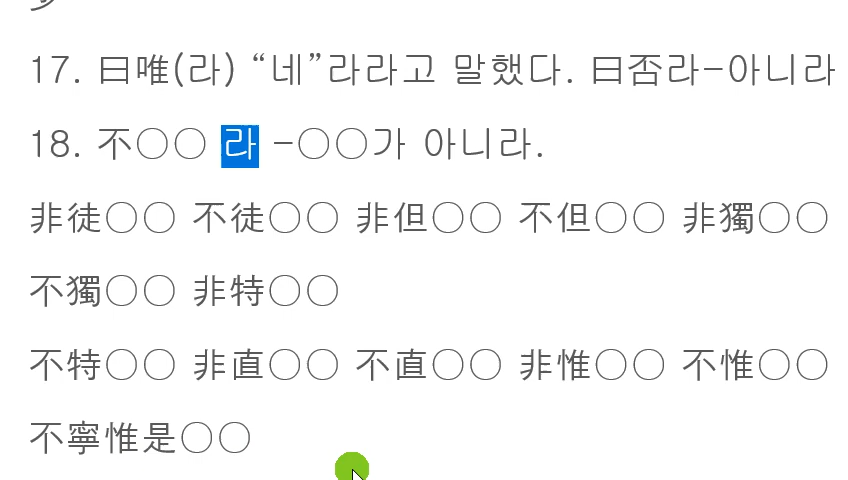 17. 曰唯(라) “네”라라고 말했다. 曰否라-아니라
18. 不○○ 라 -○○가 아니라.
非徒○○ 不徒○○ 非但○○ 不但○○ 非獨○○
不獨○○ 非特○○
不特○○ 非直○○ 不直○○ 非惟○○ 不惟○○
不寧惟是○○